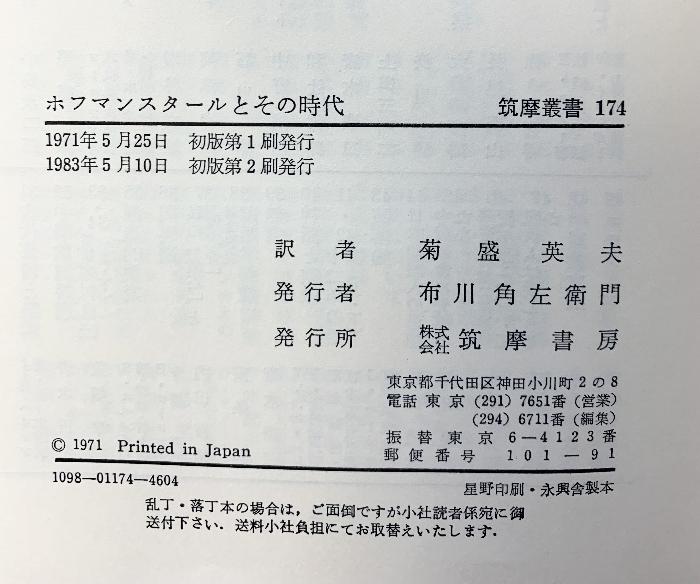 ホフマンスタールとその時代 筑摩叢書 174
1971年5月25日 初版第1刷発行
1983年5月10日 初版第2刷発行
訳者 菊盛英夫
発行者 布川角左衛門
発行所 株式会社 筑摩書房
東京都千代田区神田小川町2の8
電話 東京 (291) 7651番 (営業)
(294) 6711番 (編集)
振替東京 6—4123番
郵便番号 101—91
© 1971 Printed in Japan
1098—01174—4604 星野印刷・永興舎製本
乱丁・落丁本の場合は，ご面倒ですが小社読者係宛に御
送付下さい．送料小社負担にてお取替えいたします．